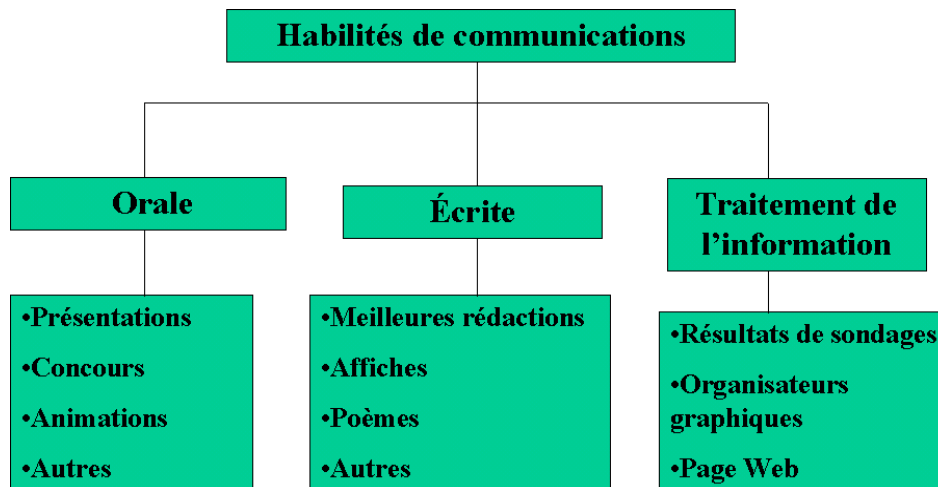 Habilités de communications
Orale
Écrite
Traitement de
l'information
•Présentations
•Concours
•Animations
•Autres
•Meilleures rédactions
•Affiches
•Poèmes
•Autres
•Résultats de sondages
•Organisateurs
graphiques
•Page Web